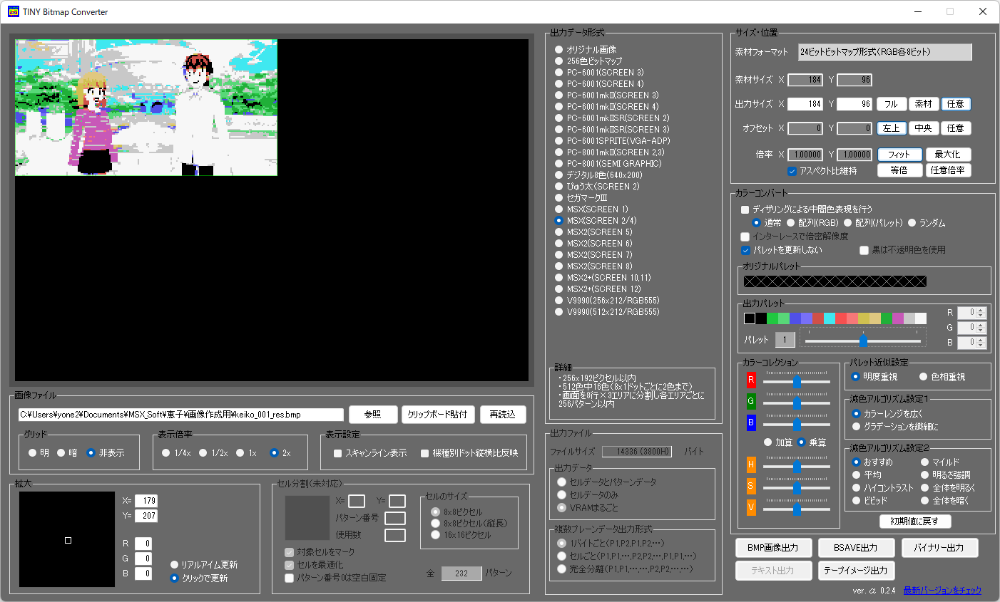 TINY Bitmap Converter
出力データ形式
オリジナル画像
256色ビットマップ
PC-6001(SCREEN 3)
PC-6001(SCREEN 4)
PC-6001mkⅡ(SCREEN 3)
PC-6001mkⅡ(SCREEN 4)
PC-6001mkⅡSR(SCREEN 2)
PC-6001mkⅡSR(SCREEN 3)
PC-6001SPRITE(VGA-ADP)
PC-8001mkⅡ(SCREEN 2,3)
PC-8001(SEMI GRAPHIC)
デジタル8色(640x200)
ぴゅう太(SCREEN 2)
セガマークⅢ
MSX(SCREEN 1)
MSX(SCREEN 2/4)
MSX2(SCREEN 5)
MSX2(SCREEN 6)
MSX2(SCREEN 7)
MSX2(SCREEN 8)
MSX2+(SCREEN 10,11)
MSX2+(SCREEN 12)
V9990(256x212/RGB555)
V9990(512x212/RGB555)
詳細
・256x192ピクセル以内
・512色中16色(8x1ドットごとに2色まで)
・画面を8行×3エリアに分割し各エリアごとに
256パターン以内
サイズ・位置
素材フォーマット 24ビットビットマップ形式(RGB各8ビット)
素材サイズ X 184 Y 96
出力サイズ X 184 Y 96 フル 素材 任意
オフセット X 0 Y 0 左上 中央 任意
倍率 X 1.00000 Y 1.00000 フィット 最大化
アスペクト比維持 等倍 任意倍率
カラーコンバート
ディザリングによる中間色表現を行う
通常 配列(RGB) 配列(パレット) ランダム
インターレースで倍密解像度
パレットを更新しない 黒は不透明色を使用
オリジナルパレット
出力パレット
R 0
G 0
B 0
パレット 1
カラーコレクション
R
G
B
加算 乗算
H
S
V
パレット近似設定
明度重視 色相重視
減色アルゴリズム設定1
カラーレンジを広く
グラデーションを繊細に
減色アルゴリズム設定2
おすすめ マイルド
平均 明るさ強調
ハイコントラスト 全体を明るく
ビビッド 全体を暗く
初期値に戻す
画像ファイル
C:¥Users¥yone2¥Documents¥MSX_Soft¥恵子¥画像作成用¥keiko_001_res.bmp 参照 クリップボード貼付 再読込
グリッド
明 暗 非表示
表示倍率
1/4x 1/2x 1x 2x
表示設定
スキャンライン表示 機種別ドット縦横比反映
拡大
X= 179
Y= 207
R 0
G 0
B 0
リアルアイム更新
クリックで更新
セル分割(未対応)
X= Y=
パターン番号
使用数
対象セルをマーク
セルを最適化
パターン番号0は空白固定
セルのサイズ
8x8ピクセル
8x8ピクセル(縦長)
16x16ピクセル
全 232 パターン
出力ファイル
ファイルサイズ 14336 (3800H) バイト
出力データ
セルデータとパターンデータ
セルデータのみ
VRAMまるごと
複数プレーンデータ出力形式
1バイトごと(P1,P2,P1,P2,…)
セルごと(P1,P1,…,P2,P2,…,P1,P1,…)
完全分離(P1,P1,…,…,P2,P2,…,…)
BMP画像出力 BSAVE出力 バイナリー出力
テキスト出力 テープイメージ出力
ver. α 0.2.4 最新バージョンをチェック